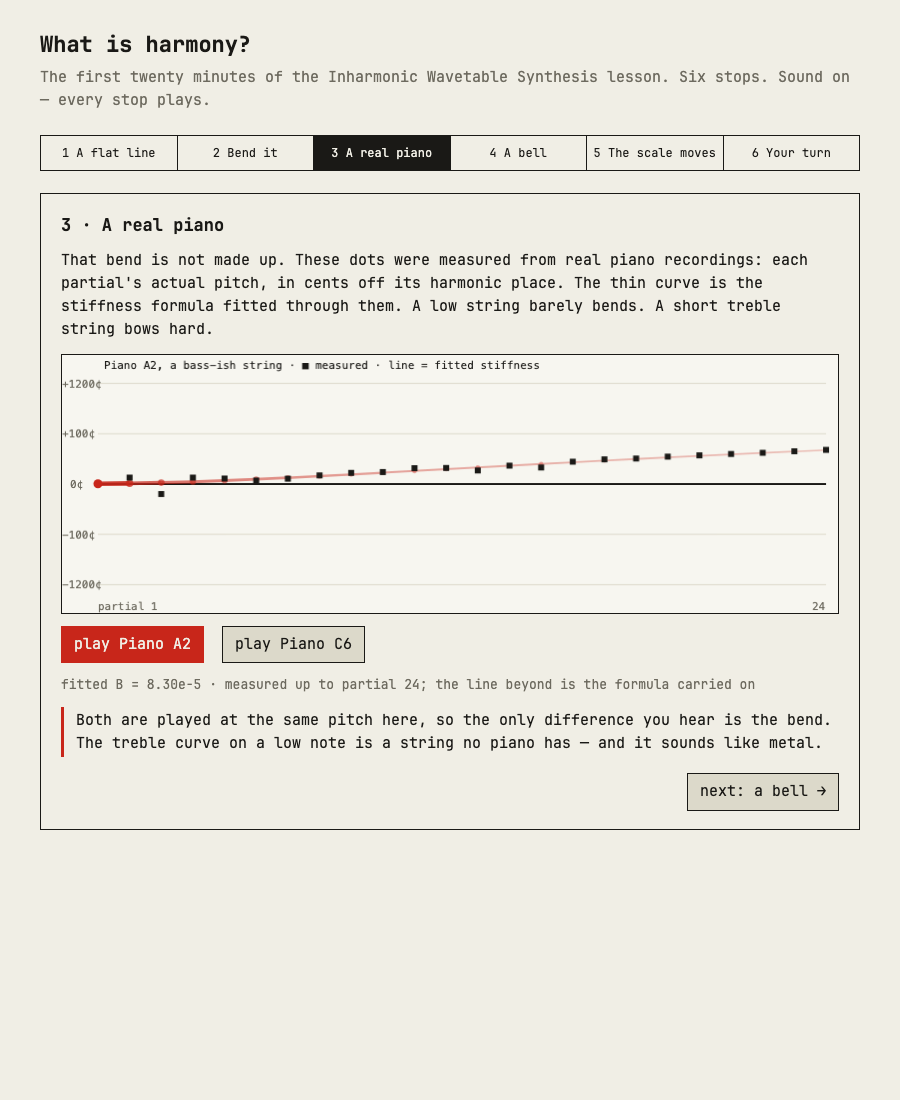 What is harmony?
The first twenty minutes of the Inharmonic Wavetable Synthesis lesson. Six stops. Sound on
— every stop plays.
1 A flat line
2 Bend it
3 A real piano
4 A bell
5 The scale moves
6 Your turn
3 · A real piano
That bend is not made up. These dots were measured from real piano recordings: each
partial's actual pitch, in cents off its harmonic place. The thin curve is the
stiffness formula fitted through them. A low string barely bends. A short treble
string bows hard.
Piano A2, a bass-ish string · ■ measured · line = fitted stiffness
+1200¢
+100¢
0¢
−100¢
−1200¢
partial 1
24
play Piano A2
play Piano C6
fitted B = 8.30e-5 · measured up to partial 24; the line beyond is the formula carried on
Both are played at the same pitch here, so the only difference you hear is the bend.
The treble curve on a low note is a string no piano has — and it sounds like metal.
next: a bell →